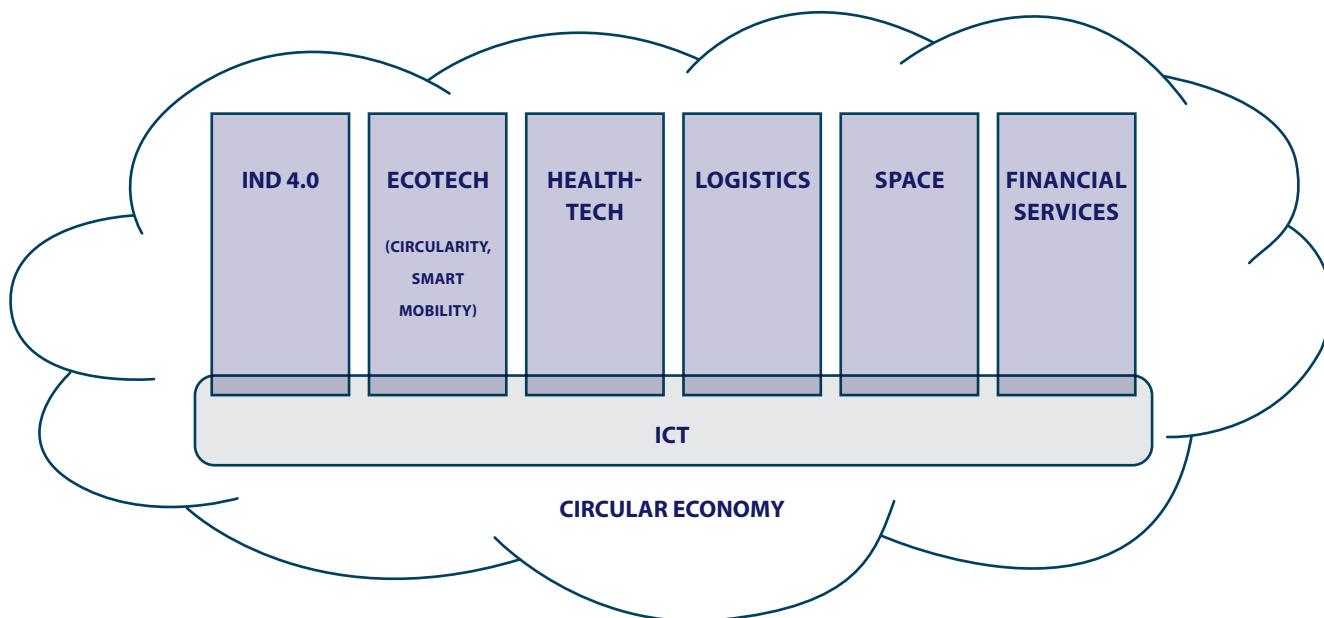 IND 4.0
ECOTECH
(CIRCULARITY,
SMART
MOBILITY)
HEALTH-
TECH
LOGISTICS
SPACE
FINANCIAL
SERVICES
ICT
CIRCULAR ECONOMY